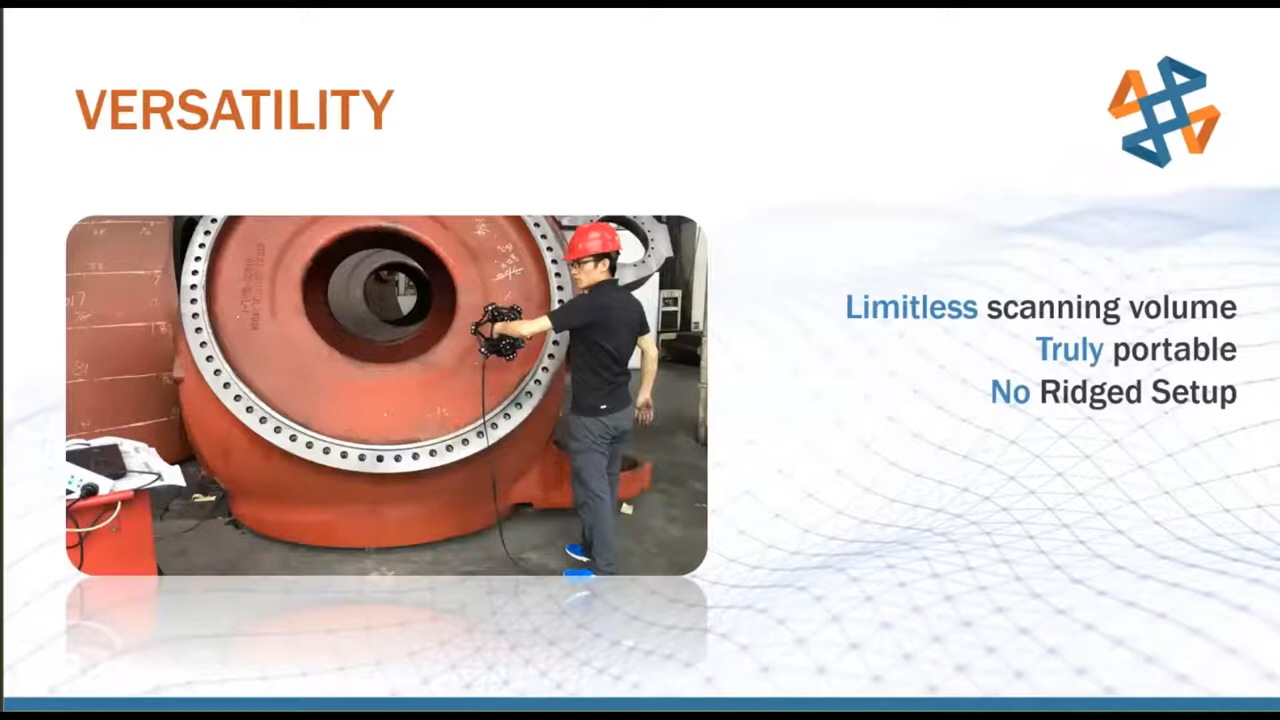 VERSATILITY
Limitless scanning volume
Truly portable
No Ridged Setup